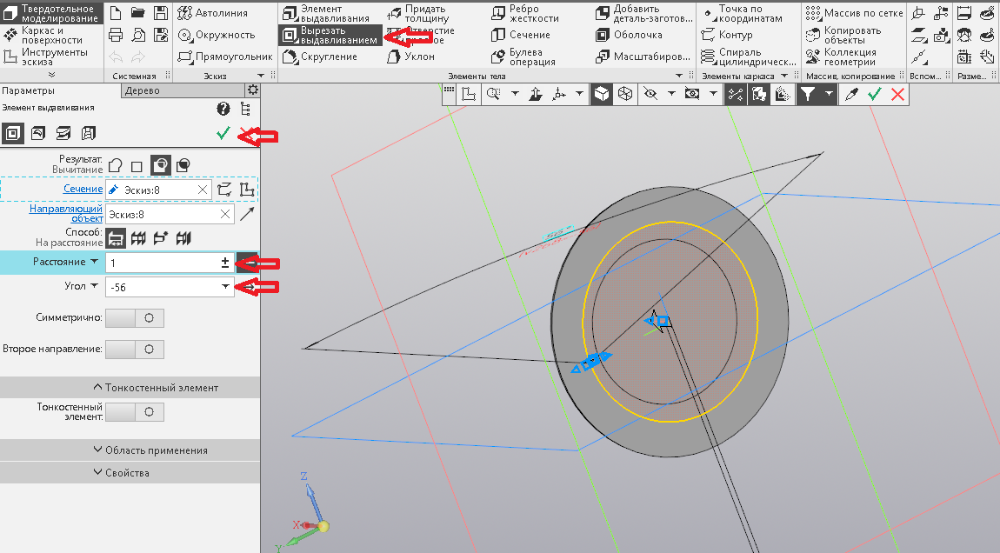 Твердотельное моделирование
Каркас и поверхности
Инструменты эскиза
Системная
Автолиния
Окружность
Прямоугольник
Эскиз
Элемент выдавливания
Вырезать выдавливанием
Скругление
Придать толщину
Уклон
Ребро жесткости
Сечение
Булева операция
Добавить деталь-заготов...
Оболочка
Масштабиров...
Элементы тела
Точка по координатам
Контур
Спираль цилиндрическ...
Элементы каркаса
Массив по сетке
Копировать объекты
Коллекция геометрии
Массив, копирование
Вспом...
Разме...
Параметры
Дерево
Элемент выдавливания
Результат:
Вычитание
Сечение
Эскиз:8
Направляющий объект
Эскиз:8
Способ:
На расстояние
Расстояние
1
Угол
-56
Симметрично:
Второе направление:
Тонкостенный элемент
Тонкостенный элемент:
Область применения
Свойства
Z
X
Y